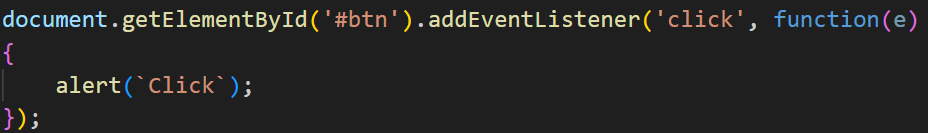 document.getElementById('#btn').addEventListener('click', function(e)
{
    alert(`Click`);
});